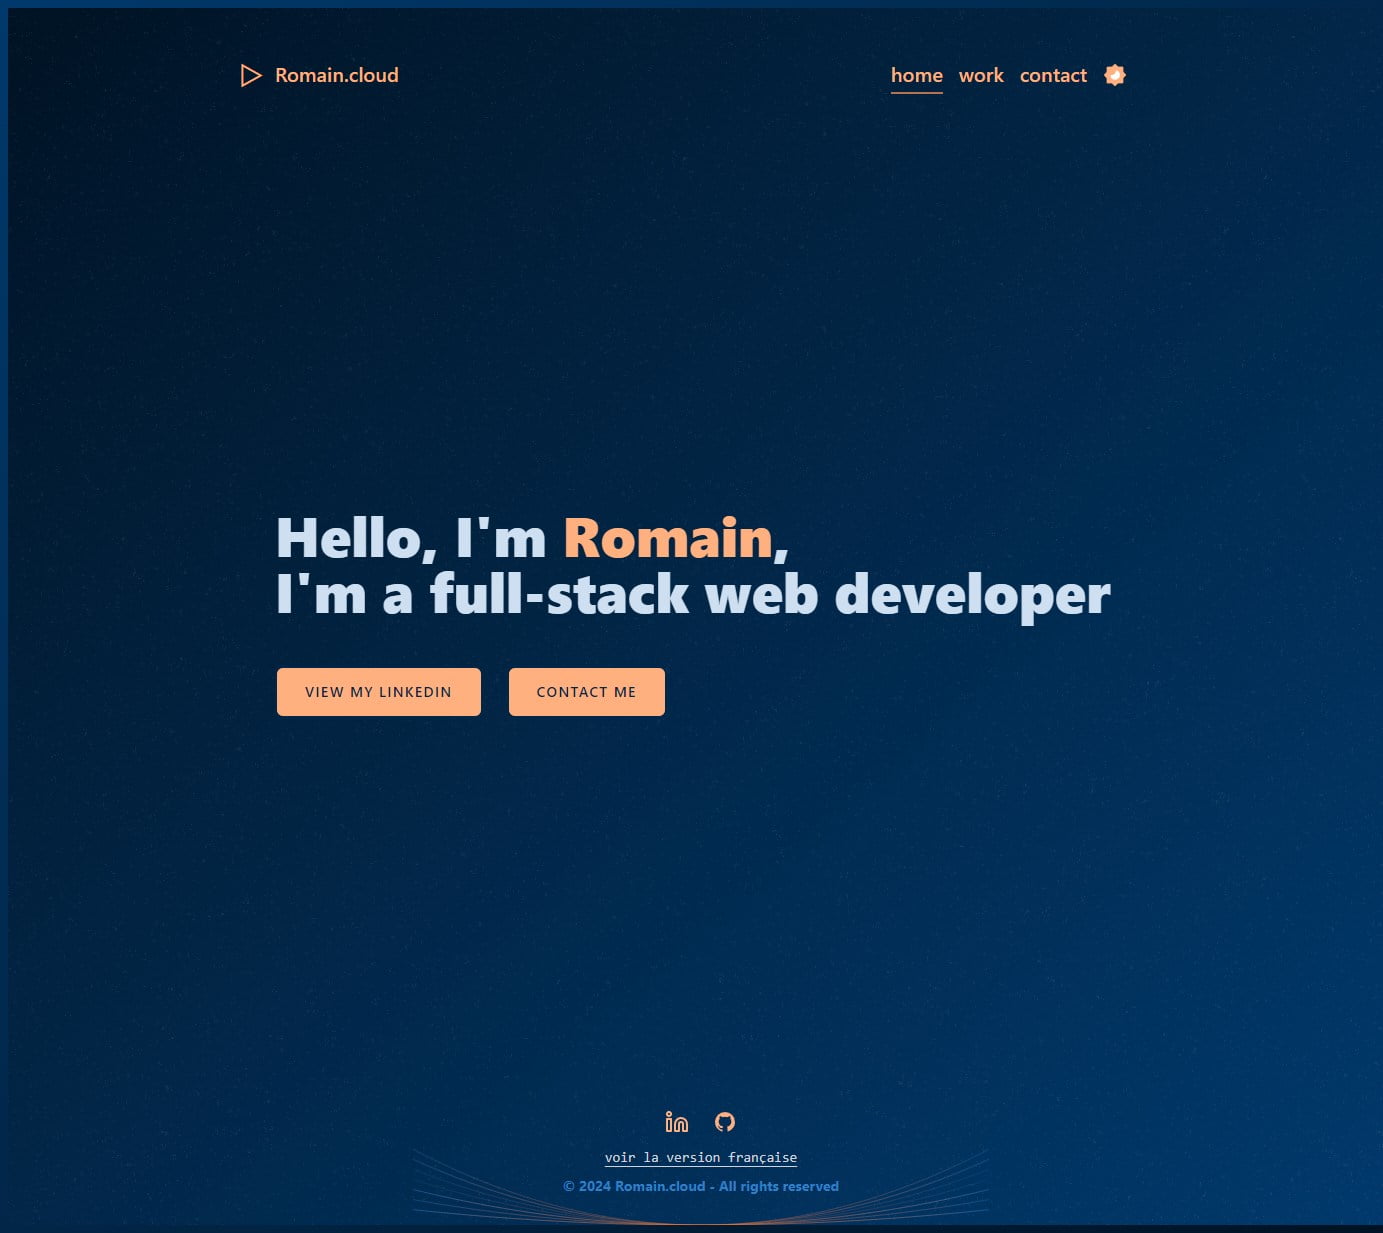 Romain.cloud
home work contact
Hello, I'm Romain,
I'm a full-stack web developer
VIEW MY LINKEDIN CONTACT ME
voir la version française
© 2024 Romain.cloud - All rights reserved